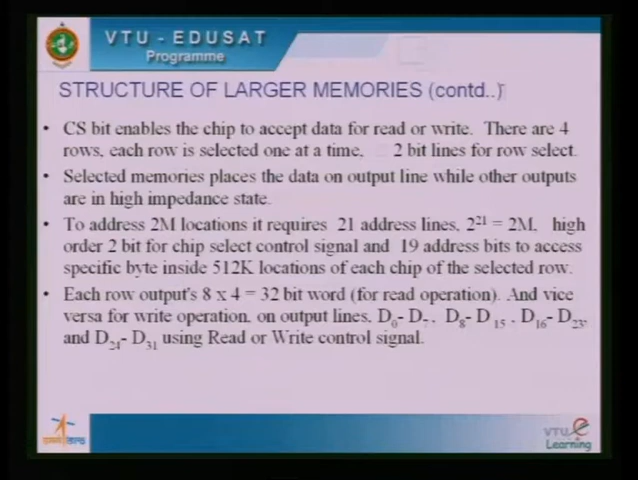 VTU - EDUSAT
Programme
STRUCTURE OF LARGER MEMORIES (contd..)
• CS bit enables the chip to accept data for read or write. There are 4
rows, each row is selected one at a time. 2 bit lines for row select.
• Selected memories places the data on output line while other outputs
are in high impedance state.
• To address 2M locations it requires 21 address lines, 2²¹ = 2M, high
order 2 bit for chip select control signal and 19 address bits to access
specific byte inside 512K locations of each chip of the selected row.
• Each row output's 8 x 4 = 32 bit word (for read operation). And vice
versa for write operation, on output lines, D₀- D₇, D₈- D₁₅, D₁₆- D₂₃,
and D₂₄- D₃₁ using Read or Write control signal.
VTU e
Learning